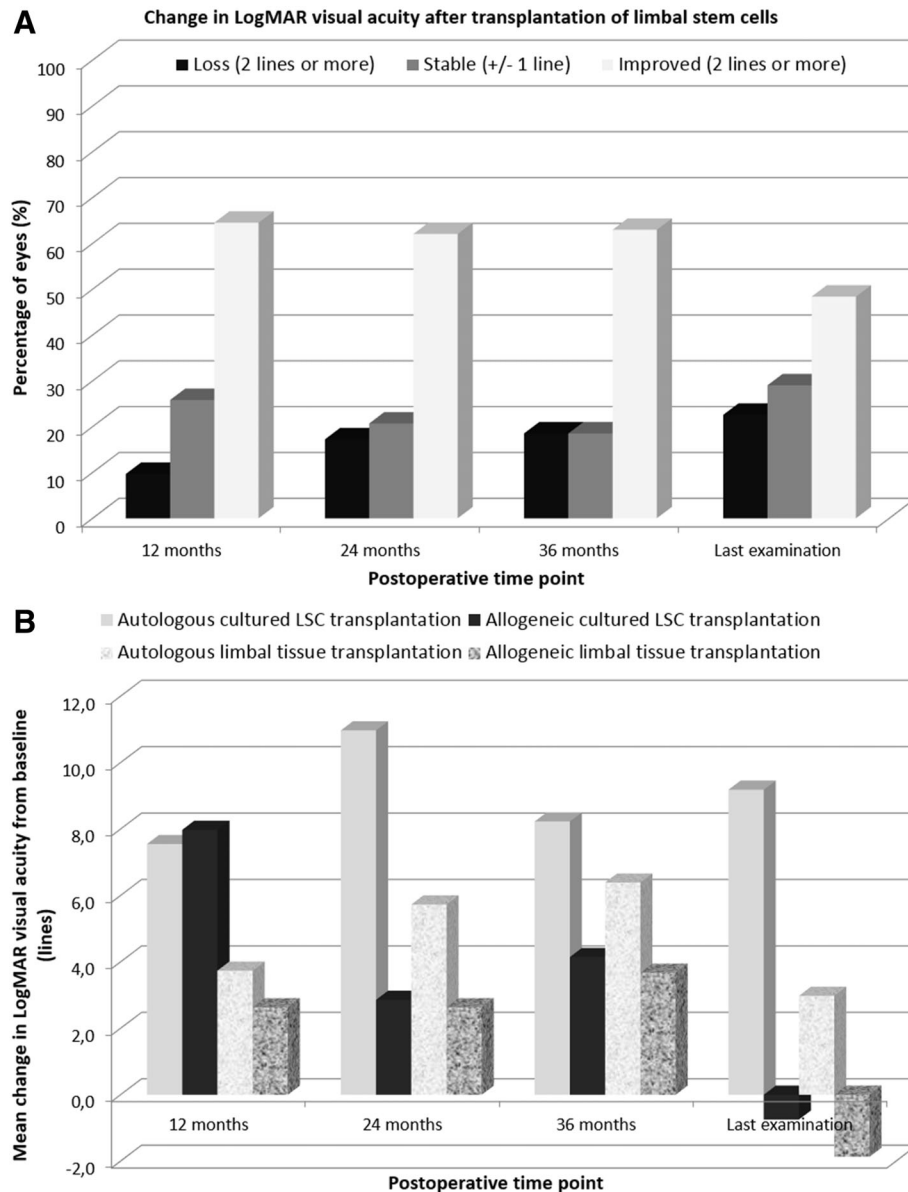 A
Change in LogMAR visual acuity after transplantation of limbal stem cells
Loss (2 lines or more) Stable (+/- 1 line) Improved (2 lines or more)
Percentage of eyes (%)
100
90
80
70
60
50
40
30
20
10
0
12 months 24 months 36 months Last examination
Postoperative time point
B
Autologous cultured LSC transplantation Allogeneic cultured LSC transplantation
Autologous limbal tissue transplantation Allogeneic limbal tissue transplantation
Mean change in LogMAR visual acuity from baseline
(lines)
12,0
10,0
8,0
6,0
4,0
2,0
0,0
-2,0
12 months 24 months 36 months Last examination
Postoperative time point